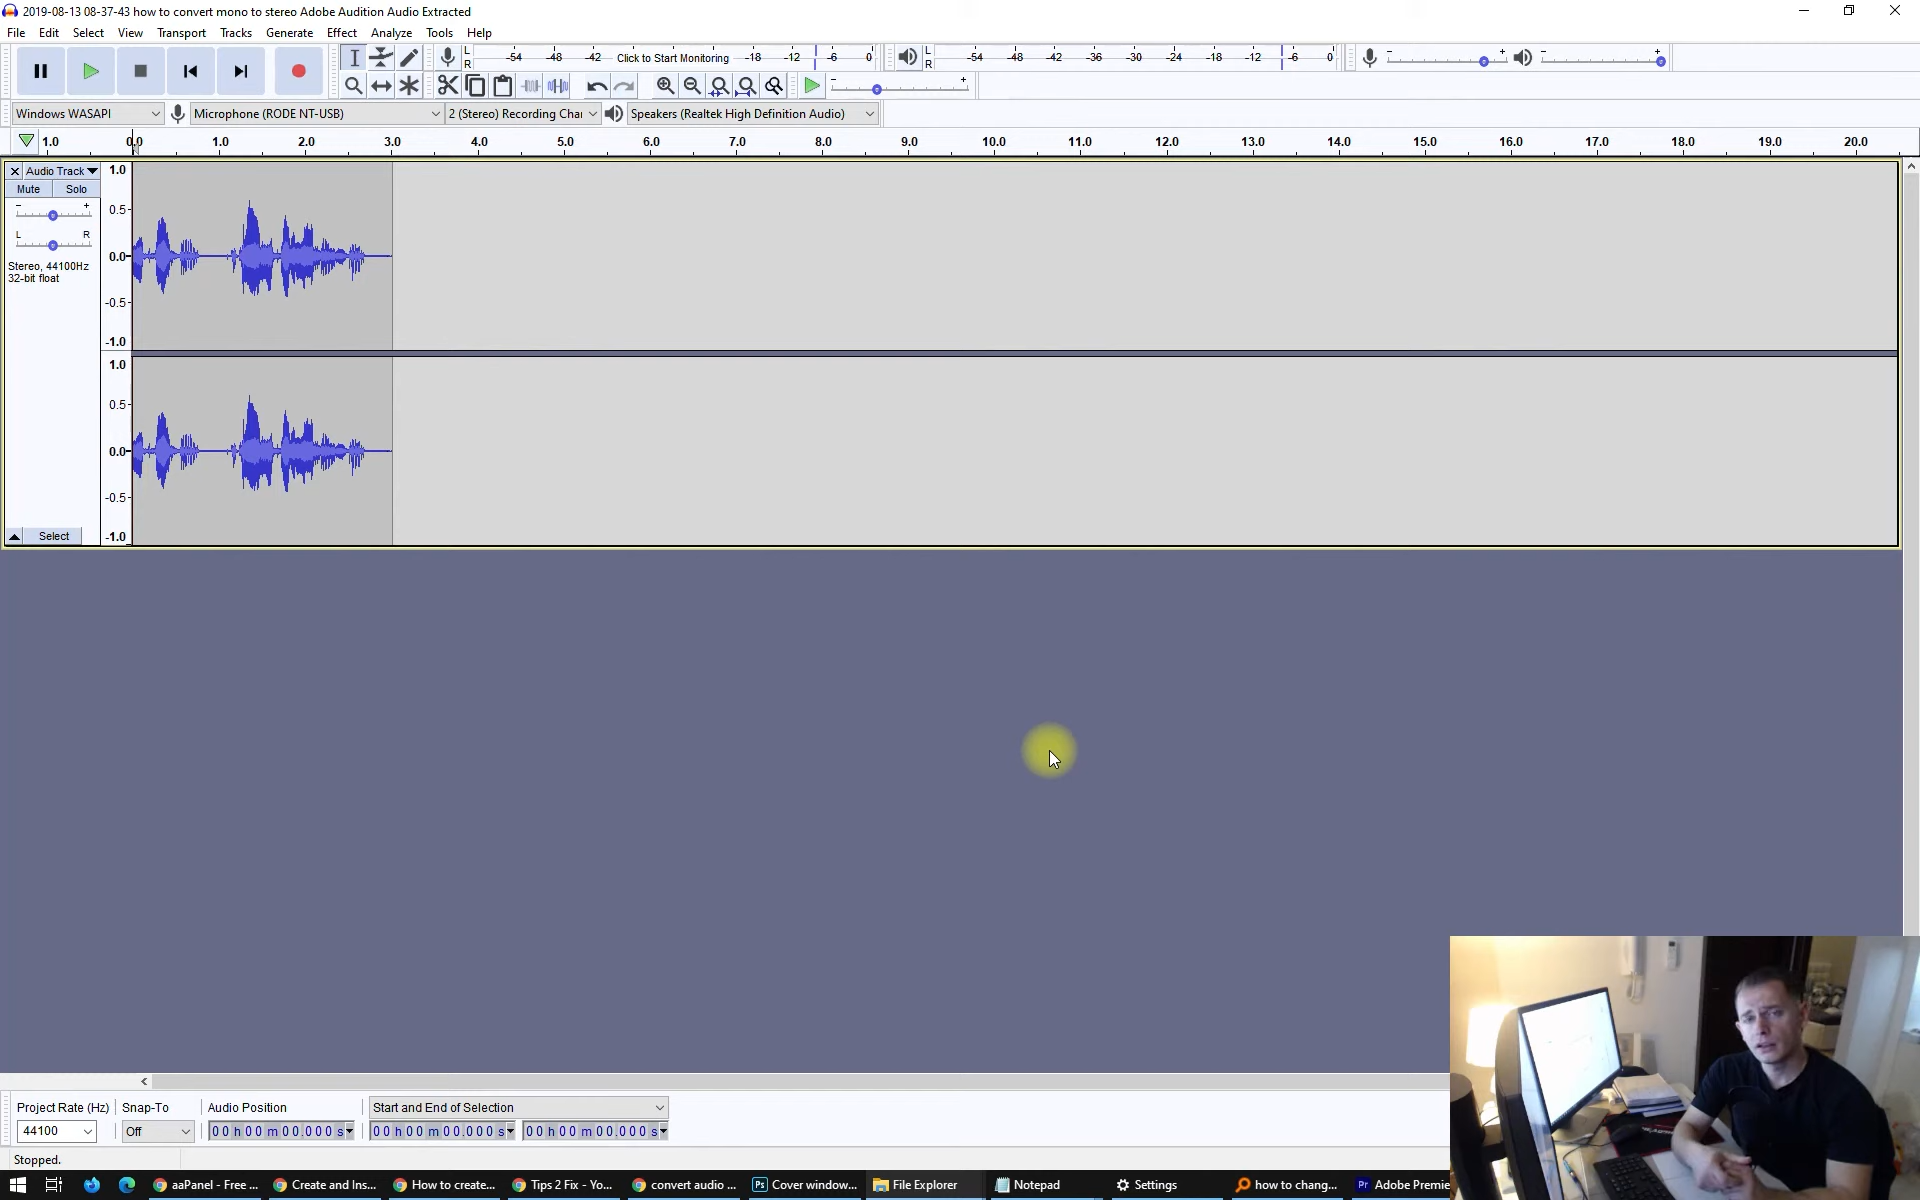 2019-08-13 08-37-43 how to convert mono to stereo Adobe Audition Audio Extracted
File Edit Select View Transport Tracks Generate Effect Analyze Tools Help
L -54 -48 -42 Click to Start Monitoring -18 -12 -6 0 L -54 -48 -42 -36 -30 -24 -18 -12 -6 0 - + - +
R R
- +
Windows WASAPI Microphone (RODE NT-USB) 2 (Stereo) Recording Chai Speakers (Realtek High Definition Audio)
1.0 0.0 1.0 2.0 3.0 4.0 5.0 6.0 7.0 8.0 9.0 10.0 11.0 12.0 13.0 14.0 15.0 16.0 17.0 18.0 19.0 20.0
Audio Track 1.0
Mute Solo
- + 0.5
L R
0.0
Stereo, 44100Hz
32-bit float
-0.5
-1.0
1.0
0.5
0.0
-0.5
Select -1.0
Project Rate (Hz) Snap-To Audio Position Start and End of Selection
44100 Off 00 h 00 m 00.000 s 00 h 00 m 00.000 s 00 h 00 m 00.000 s
Stopped.
aaPanel - Free ... Create and Ins... How to create... Tips 2 Fix - Yo... convert audio ... Cover window... File Explorer Notepad Settings how to chang... Adobe Premie